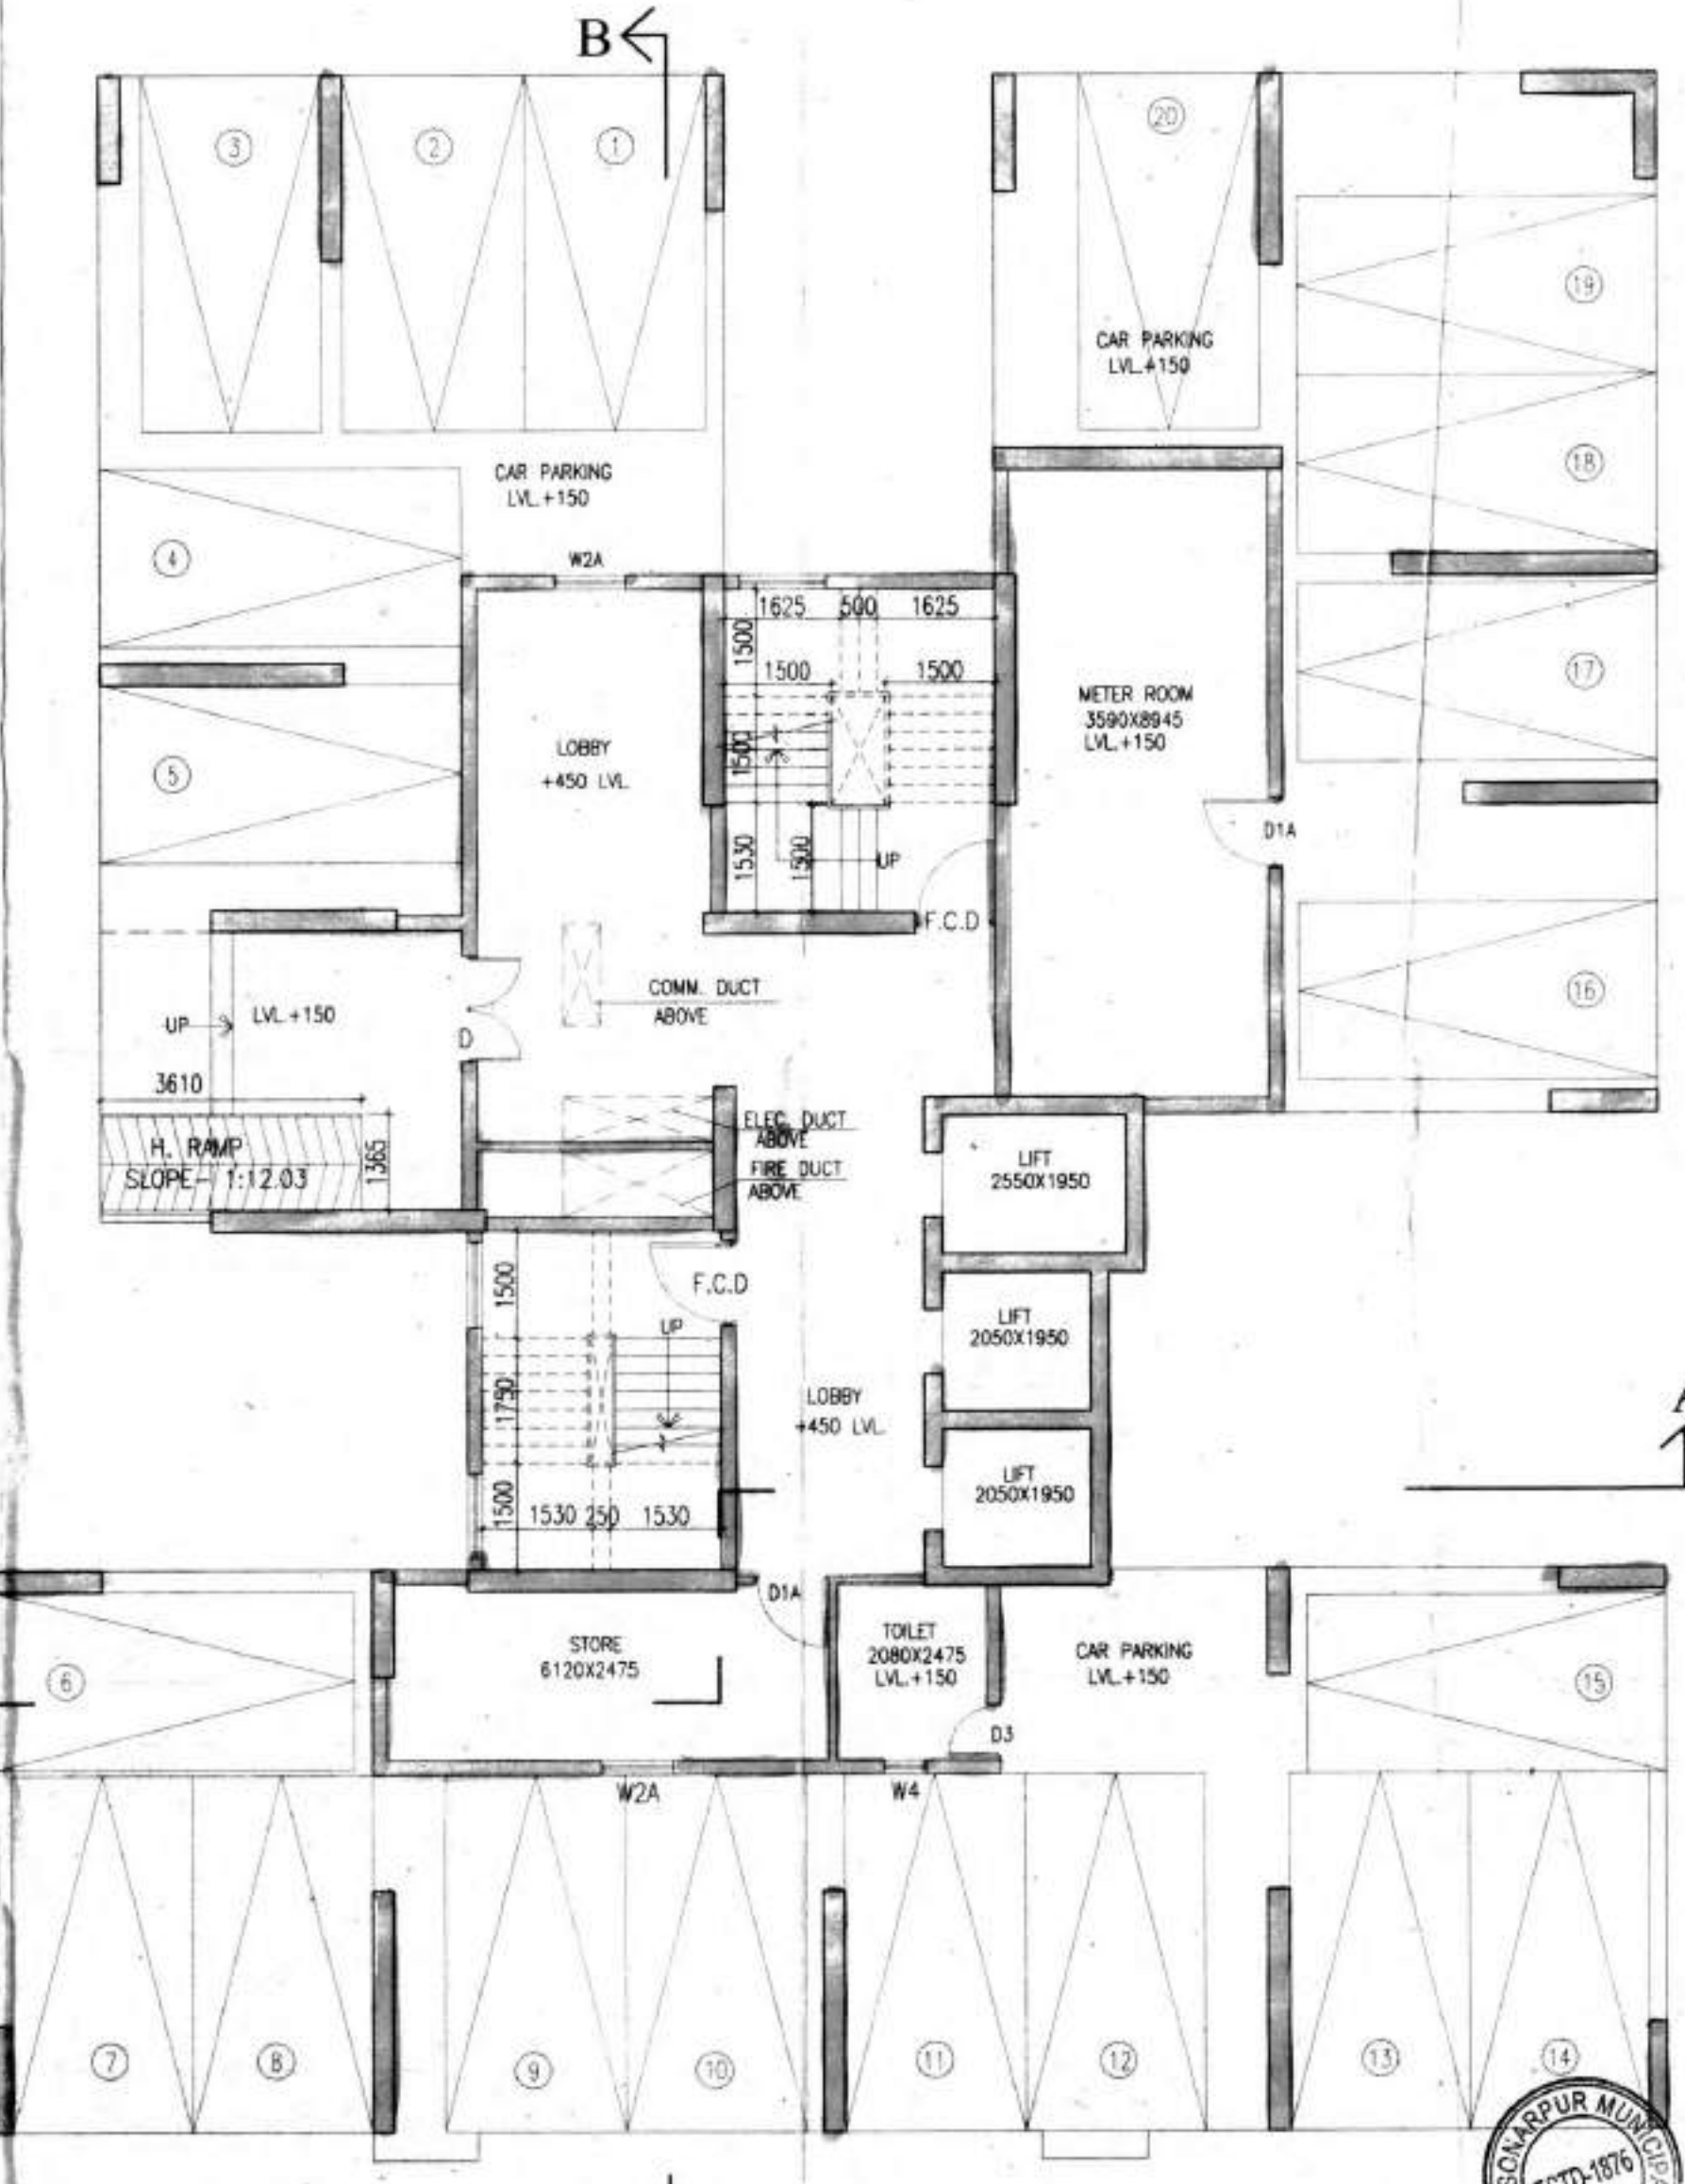 B
3
2
1
20
19
CAR PARKING
LVL.+150
18
CAR PARKING
LVL.+150
4
W2A
1625 500 1625
1500
1500 1500
METER ROOM
3590X8945
LVL.+150
17
LOBBY
+450 LVL.
1500
5
D1A
1530
1500
UP
F.C.D
COMM. DUCT
ABOVE
16
UP
LVL.+150
D
3610
ELEC. DUCT
ABOVE
H. RAMP
SLOPE- 1:12.03
1365
FIRE DUCT
ABOVE
LIFT
2550X1950
1500
F.C.D
UP
LIFT
2050X1950
1750
LOBBY
+450 LVL.
A
LIFT
2050X1950
1500
1530 250 1530
D1A
STORE
6120X2475
TOILET
2080X2475
LVL.+150
CAR PARKING
LVL.+150
6
15
D3
W2A
W4
7
8
9
10
11
12
13
14
SONARPUR MUNICIP
ESTD-1876